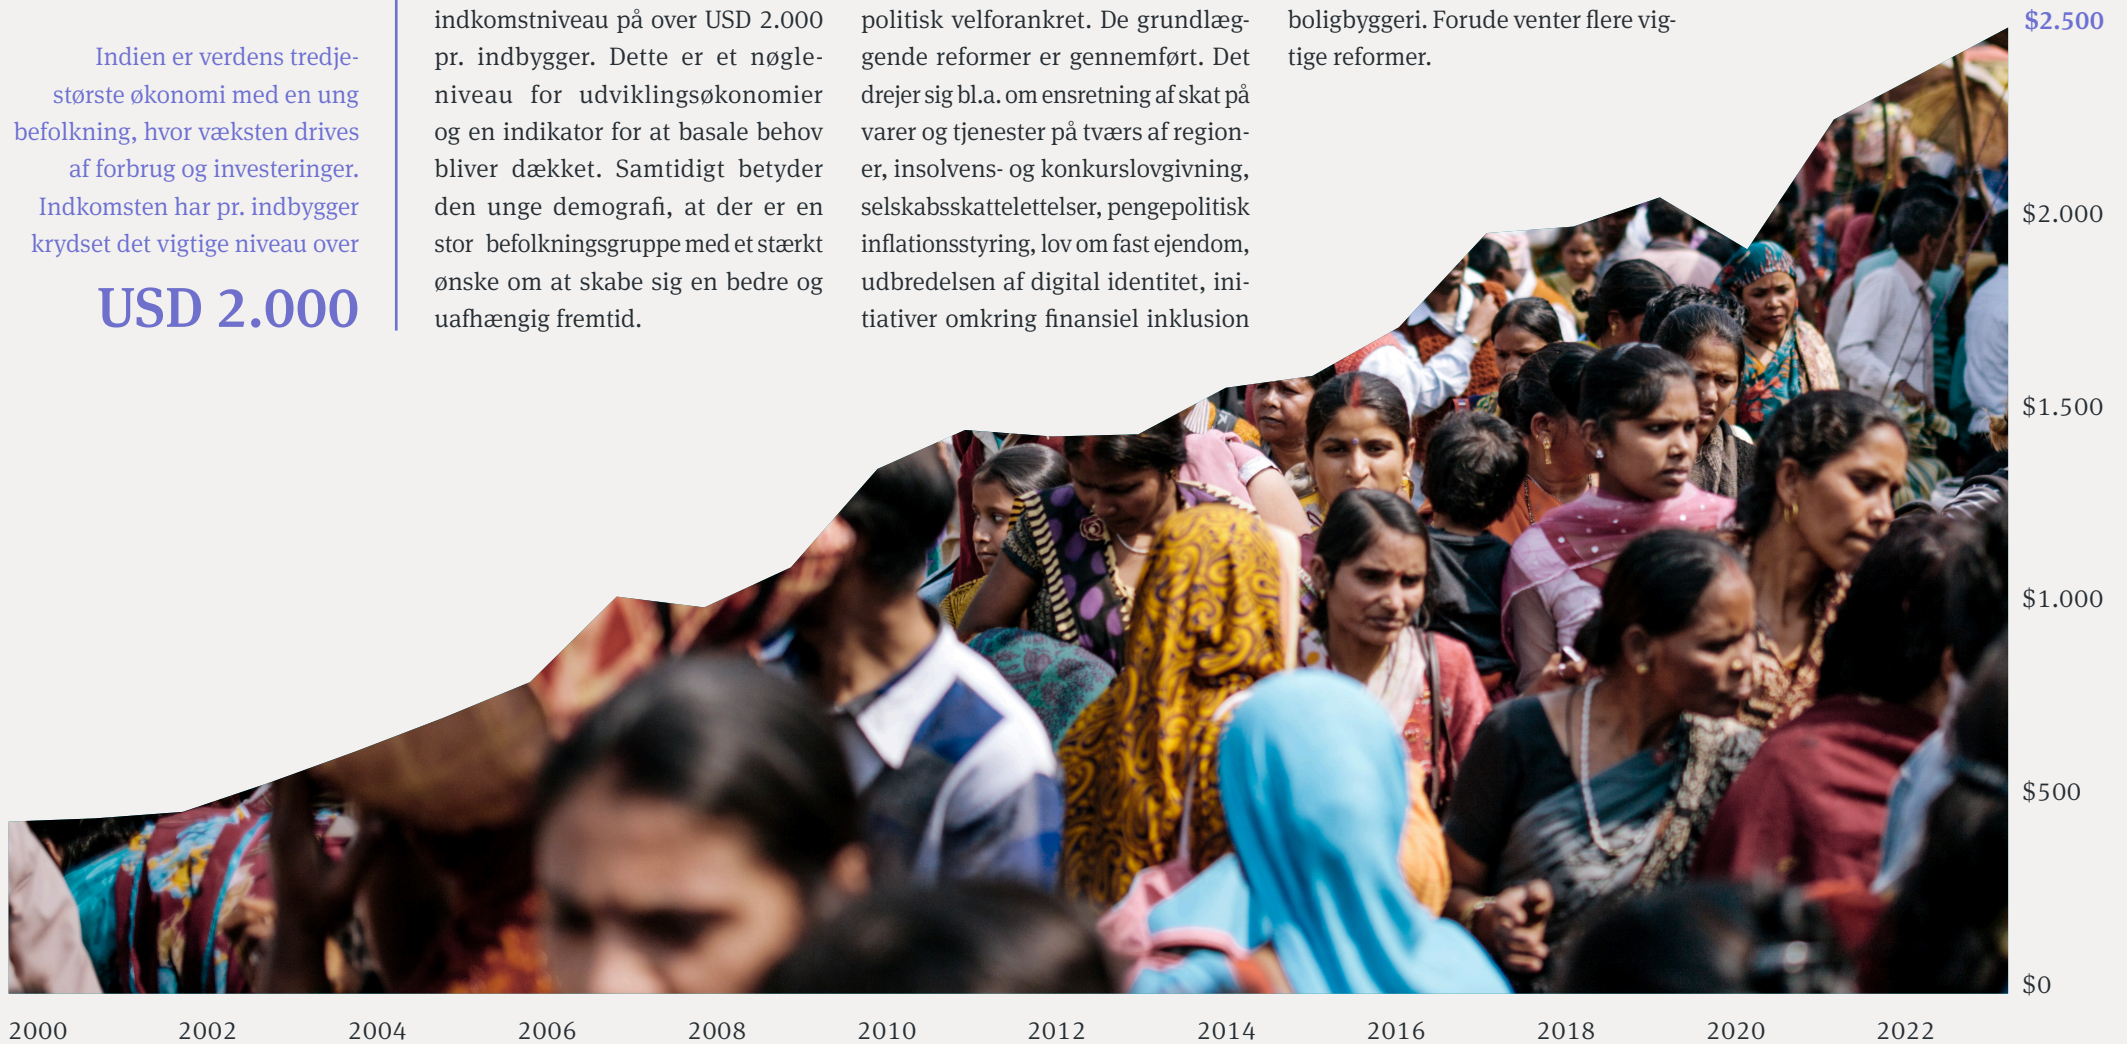 Indien er verdens tredje-
største økonomi med en ung
befolkning, hvor væksten drives
af forbrug og investeringer.
Indkomsten har pr. indbygger
krydset det vigtige niveau over
USD 2.000
indkomstniveau på over USD 2.000
pr. indbygger. Dette er et nøgle-
niveau for udviklingsøkonomier
og en indikator for at basale behov
bliver dækket. Samtidigt betyder
den unge demografi, at der er en
stor befolkningsgruppe med et stærkt
ønske om at skabe sig en bedre og
uafhængig fremtid.
politisk velforankret. De grundlæg-
gende reformer er gennemført. Det
drejer sig bl.a. om ensretning af skat på
varer og tjenester på tværs af region-
er, insolvens- og konkurslovgivning,
selskabsskattelettelser, pengepolitisk
inflationsstyring, lov om fast ejendom,
udbredelsen af digital identitet, ini-
tiativer omkring finansiel inklusion
boligbyggeri. Forude venter flere vig-
tige reformer.
$2.500
$2.000
$1.500
$1.000
$500
$0
2000 2002 2004 2006 2008 2010 2012 2014 2016 2018 2020 2022